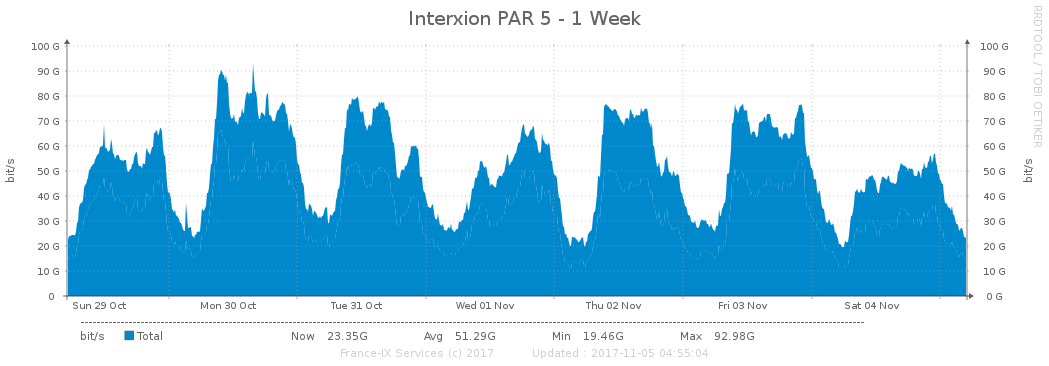 Interxion PAR 5 - 1 Week
RRDTOOL / TOBI OETIKER
100 G 100 G
90 G 90 G
80 G 80 G
70 G 70 G
60 G 60 G
50 G 50 G
40 G 40 G
30 G 30 G
20 G 20 G
10 G 10 G
0 0 G
bit/s
bit/s
Sun 29 Oct Mon 30 Oct Tue 31 Oct Wed 01 Nov Thu 02 Nov Fri 03 Nov Sat 04 Nov
bit/s Total Now 23.35G Avg 51.29G Min 19.46G Max 92.98G
France-IX Services (c) 2017 Updated : 2017-11-05 04:55:04